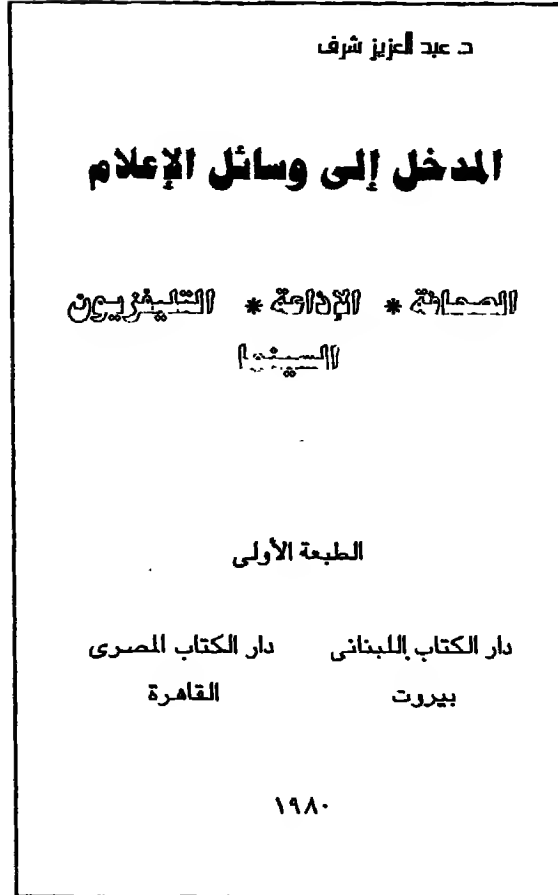 د. عبد العزيز شرف
المدخل إلى وسائل الإعلام
الصحافة * الإذاعة * التليفزيون
السينما
الطبعة الأولى
دار الكتاب اللبنانى دار الكتاب المصرى
بيروت القاهرة
١٩٨٠